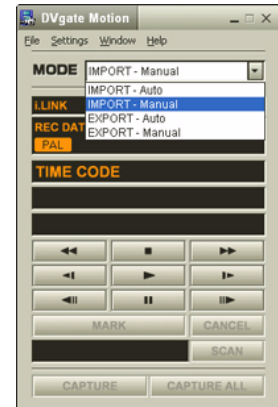 DVgate Motion
File Settings Window Help
MODE IMPORT - Manual
IMPORT - Auto
i.LINK IMPORT - Manual
REC DAT EXPORT - Auto
EXPORT - Manual
PAL
TIME CODE
MARK CANCEL
SCAN
CAPTURE CAPTURE ALL